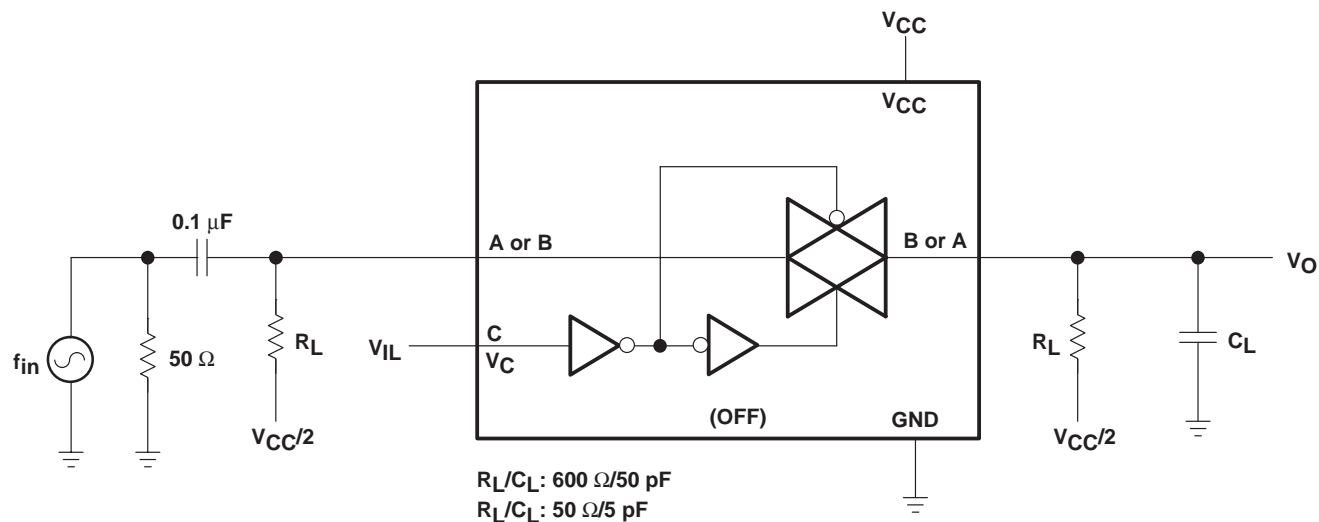 VCC
VCC
0.1 μF
A or B
B or A
VO
fin
50 Ω
RL
VIL
C
VC
RL
CL
VCC/2
(OFF)
GND
VCC/2
RL/CL: 600 Ω/50 pF
RL/CL: 50 Ω/5 pF